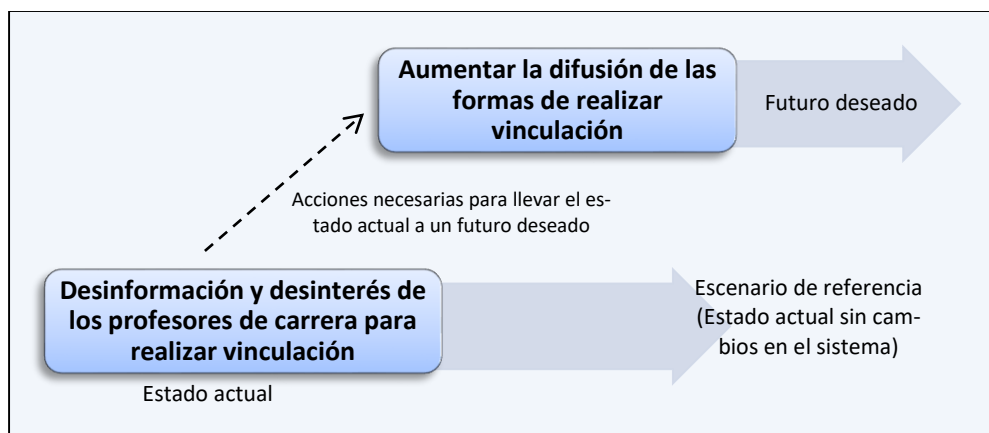 Aumentar la difusión de las
formas de realizar
vinculación
Futuro deseado
Acciones necesarias para llevar el es-
tado actual a un futuro deseado
Desinformación y desinterés de
los profesores de carrera para
realizar vinculación
Escenario de referencia
(Estado actual sin cam-
bios en el sistema)
Estado actual